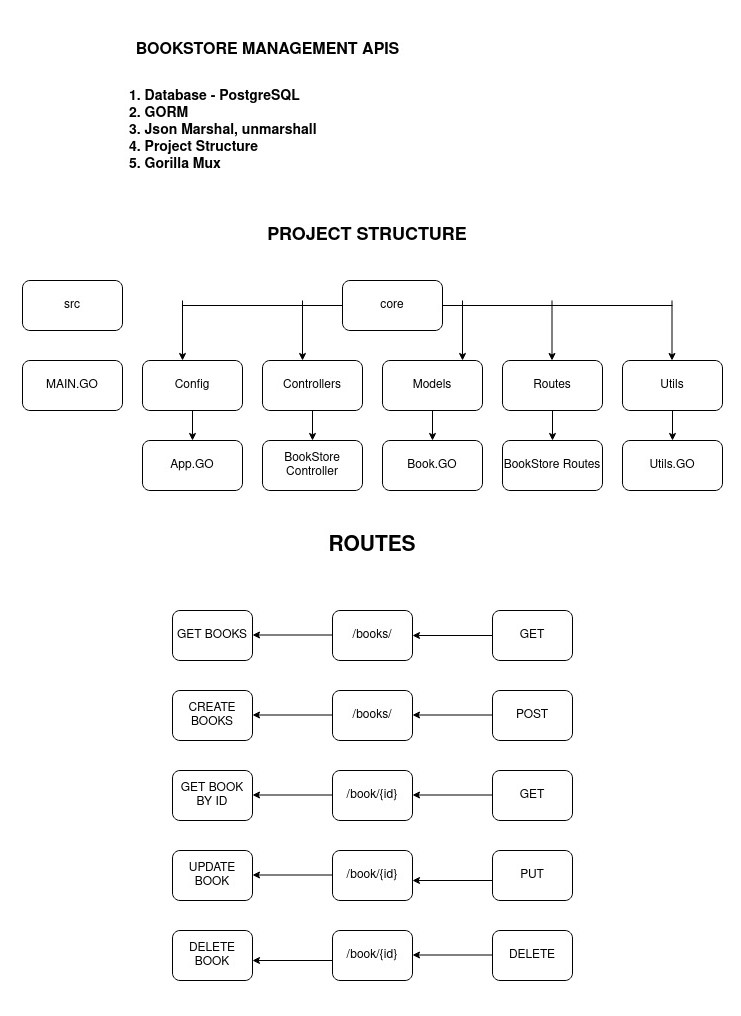 BOOKSTORE MANAGEMENT APIS
1. Database - PostgreSQL
2. GORM
3. Json Marshal, unmarshall
4. Project Structure
5. Gorilla Mux
PROJECT STRUCTURE
src
core
MAIN.GO
Config
Controllers
Models
Routes
Utils
App.GO
BookStore
Controller
Book.GO
BookStore Routes
Utils.GO
ROUTES
GET BOOKS
/books/
GET
CREATE
BOOKS
/books/
POST
GET BOOK
BY ID
/book/{id}
GET
UPDATE
BOOK
/book/{id}
PUT
DELETE
BOOK
/book/{id}
DELETE